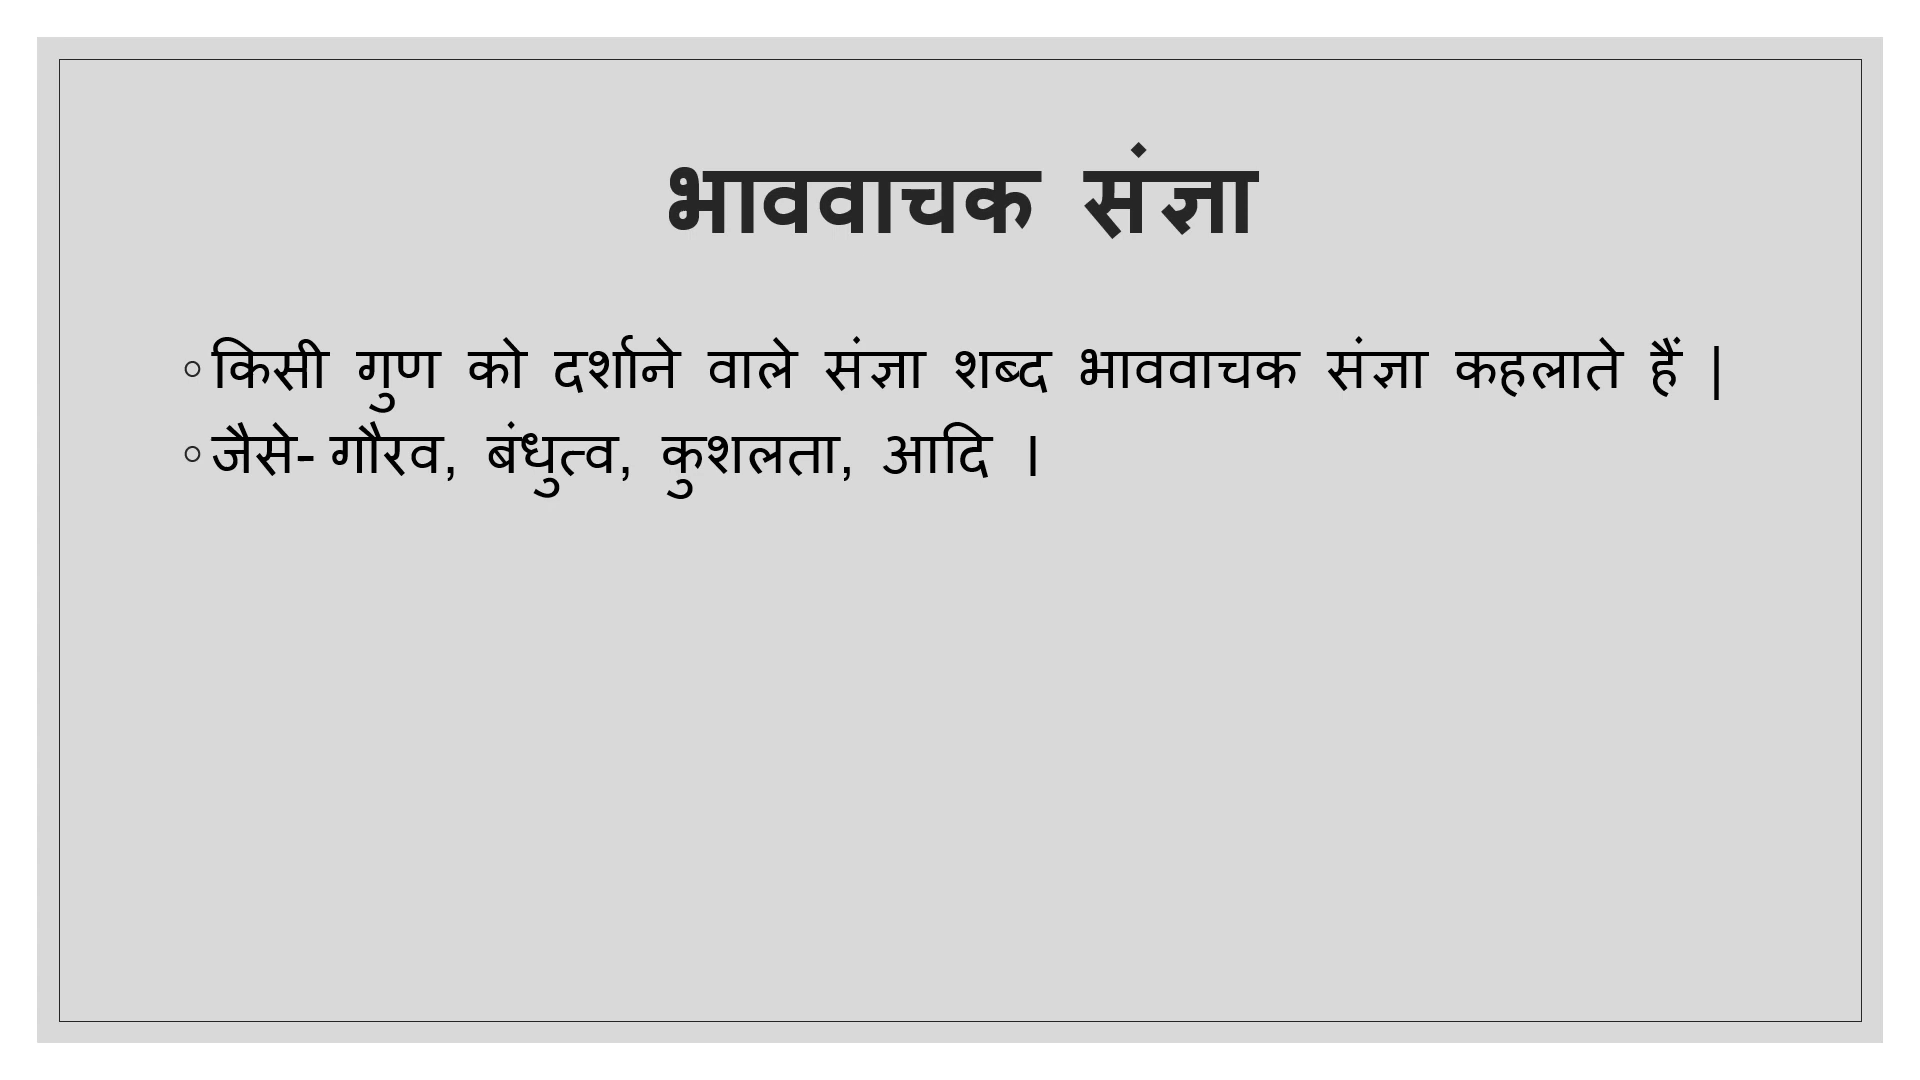 भाववाचक संज्ञा
◦किसी गुण को दर्शाने वाले संज्ञा शब्द भाववाचक संज्ञा कहलाते हैं |
◦जैसे- गौरव, बंधुत्व, कुशलता, आदि ।